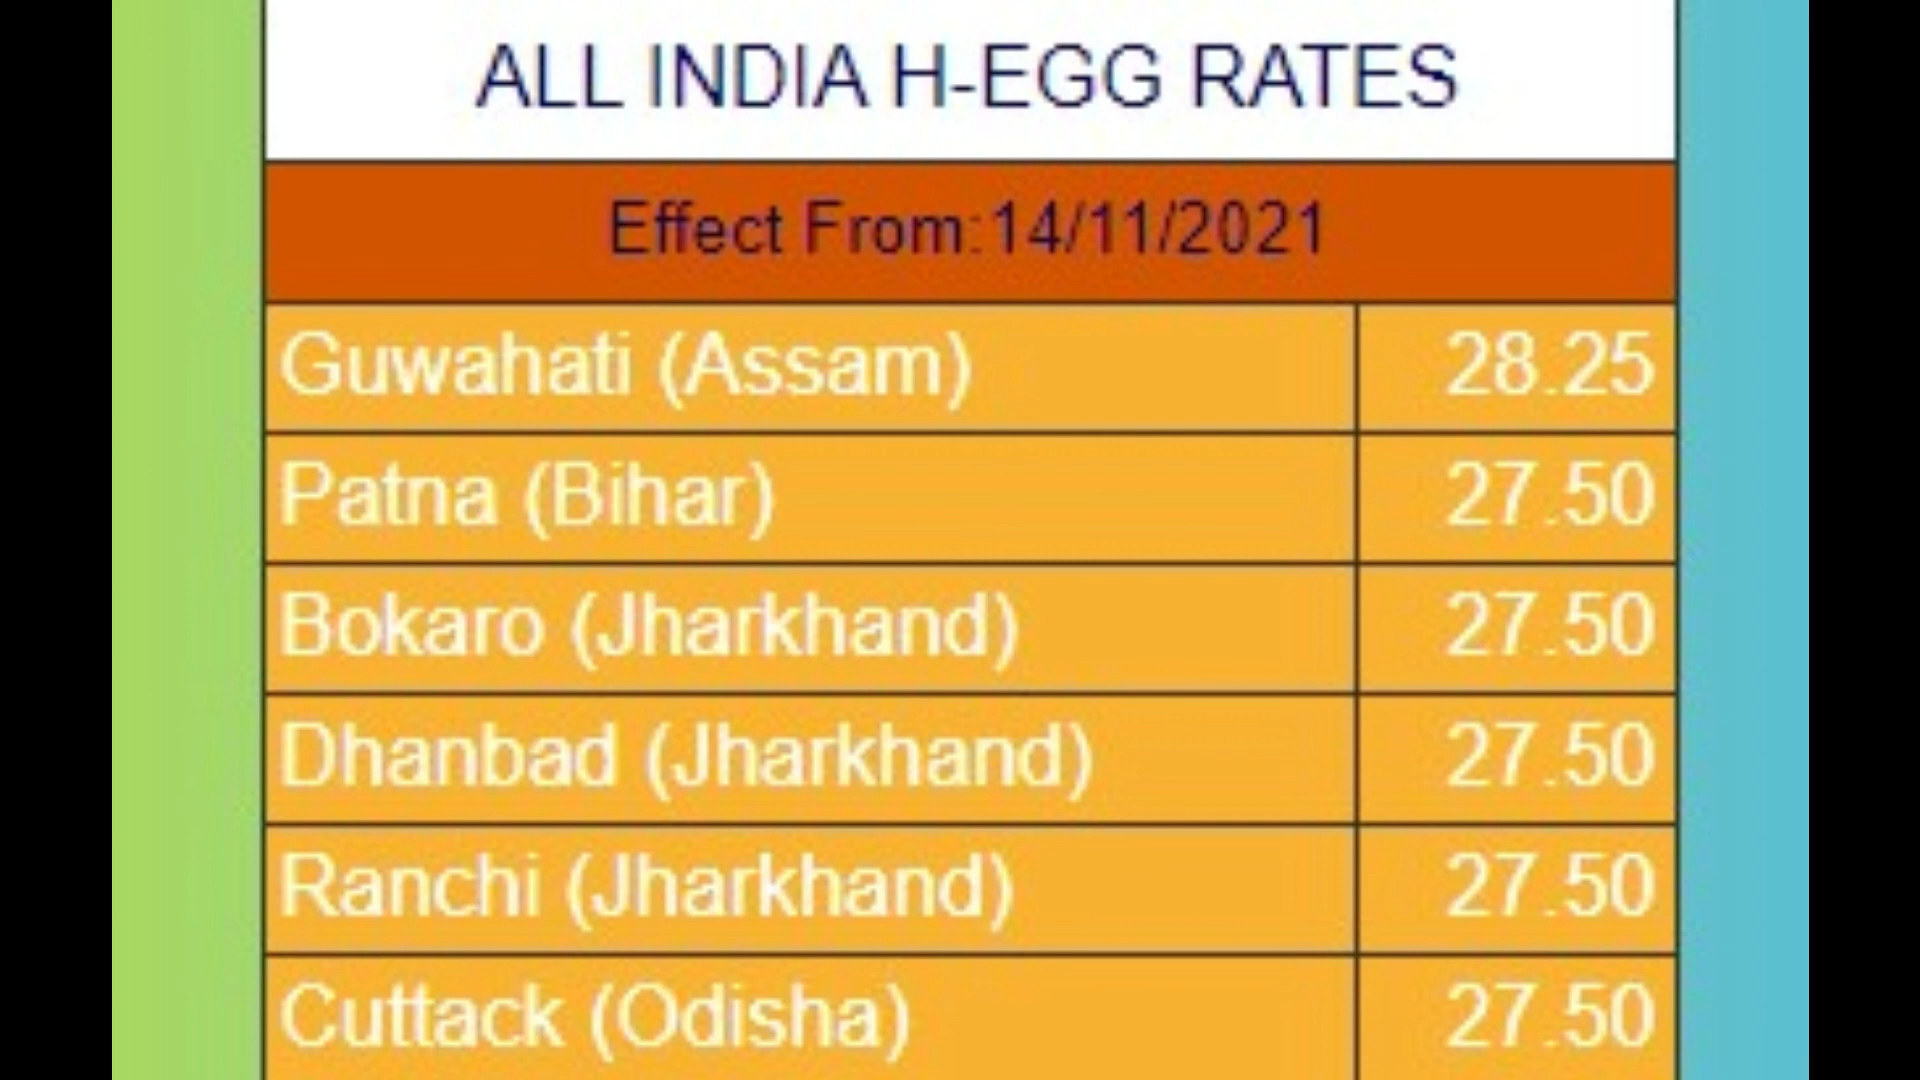 ALL INDIA H-EGG RATES
Effect From:14/11/2021
Guwahati (Assam) 28.25
Patna (Bihar) 27.50
Bokaro (Jharkhand) 27.50
Dhanbad (Jharkhand) 27.50
Ranchi (Jharkhand) 27.50
Cuttack (Odisha) 27.50